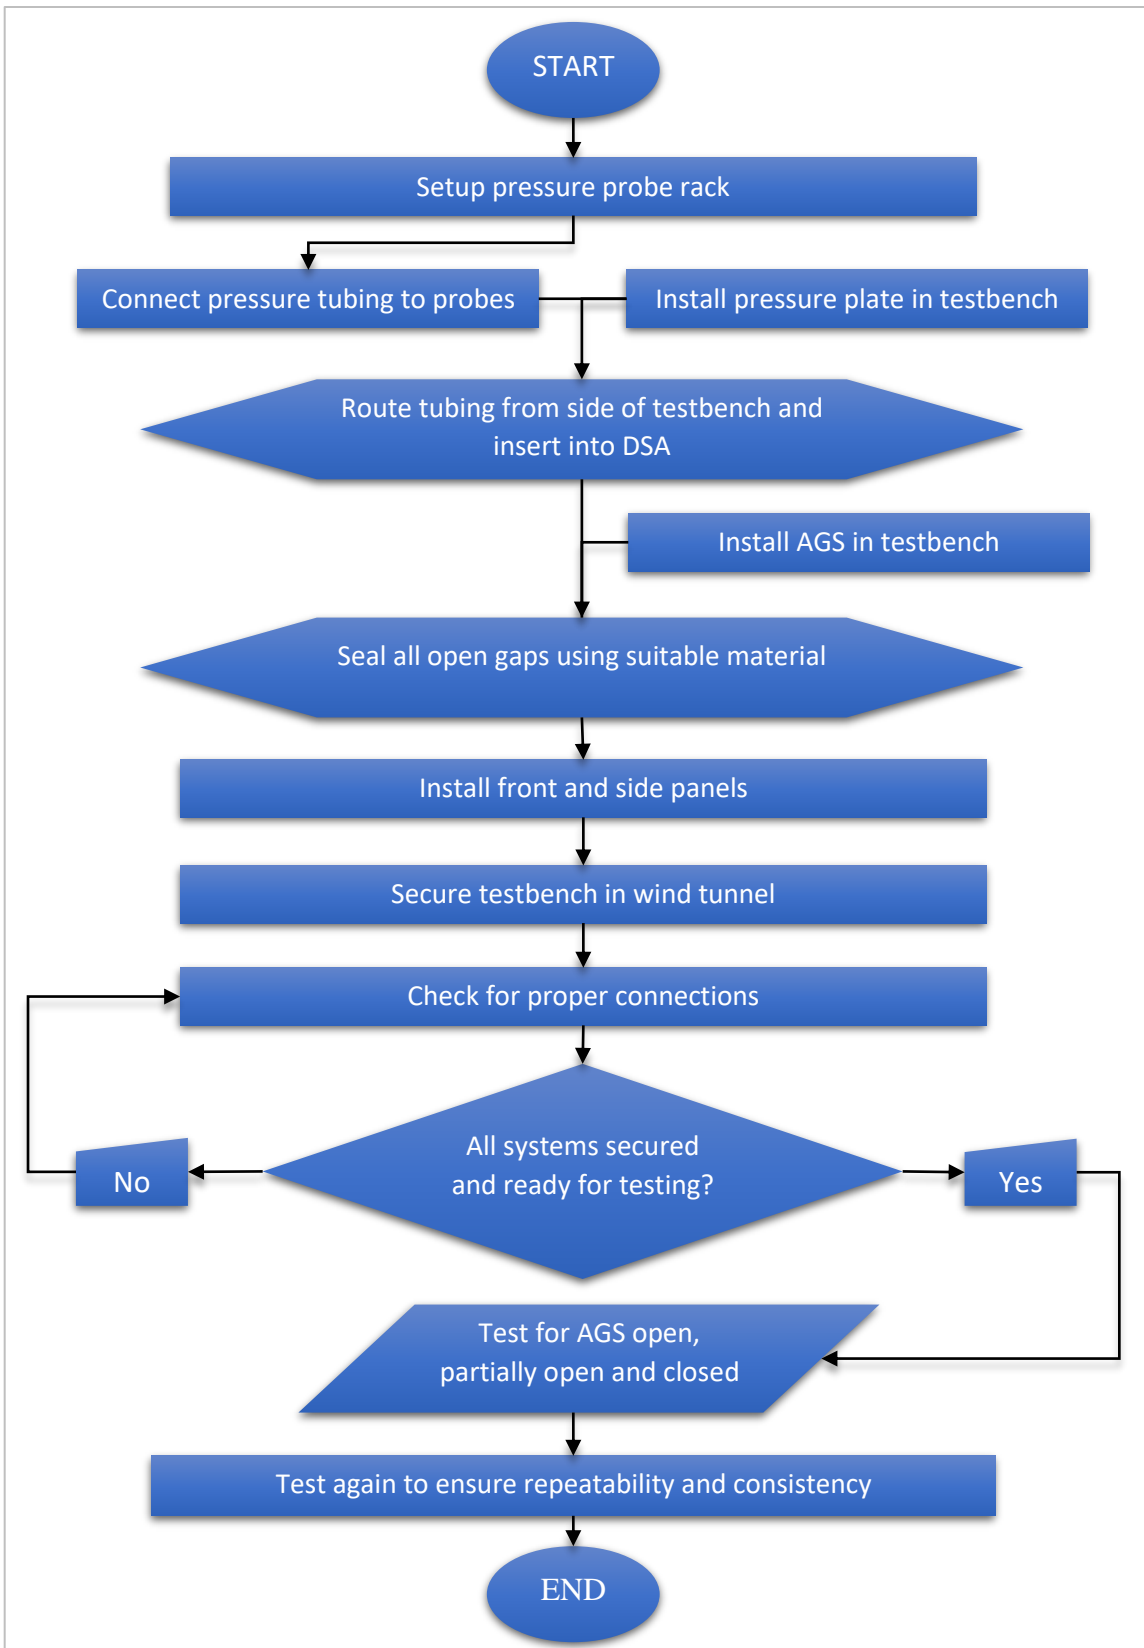 START
Setup pressure probe rack
Connect pressure tubing to probes
Install pressure plate in testbench
Route tubing from side of testbench and
insert into DSA
Install AGS in testbench
Seal all open gaps using suitable material
Install front and side panels
Secure testbench in wind tunnel
Check for proper connections
All systems secured
and ready for testing?
No
Yes
Test for AGS open,
partially open and closed
Test again to ensure repeatability and consistency
END